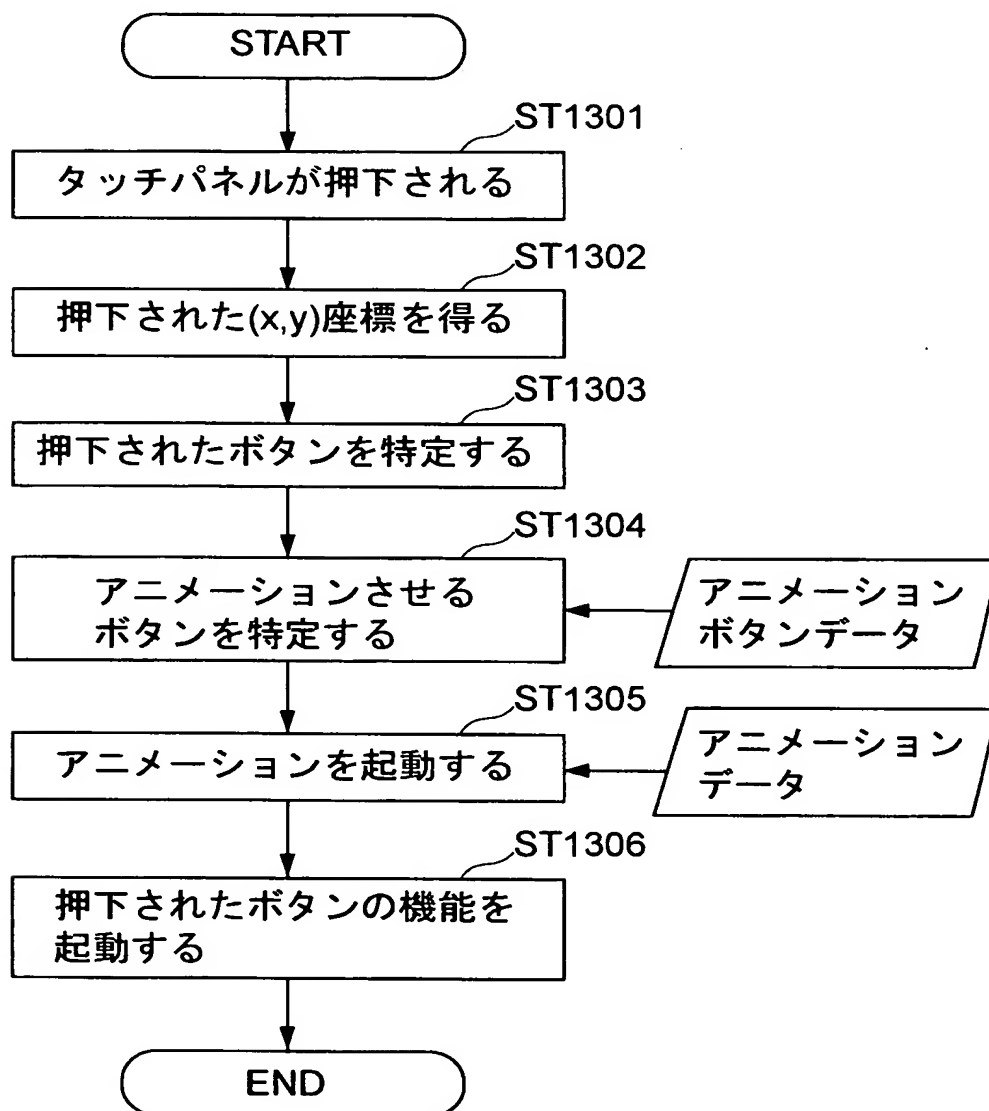 START
ST1301
タッチパネルが押下される
ST1302
押下された(x,y)座標を得る
ST1303
押下されたボタンを特定する
ST1304
アニメーションさせる
ボタンを特定する
アニメーション
ボタンデータ
ST1305
アニメーションを起動する
アニメーション
データ
ST1306
押下されたボタンの機能を
起動する
END